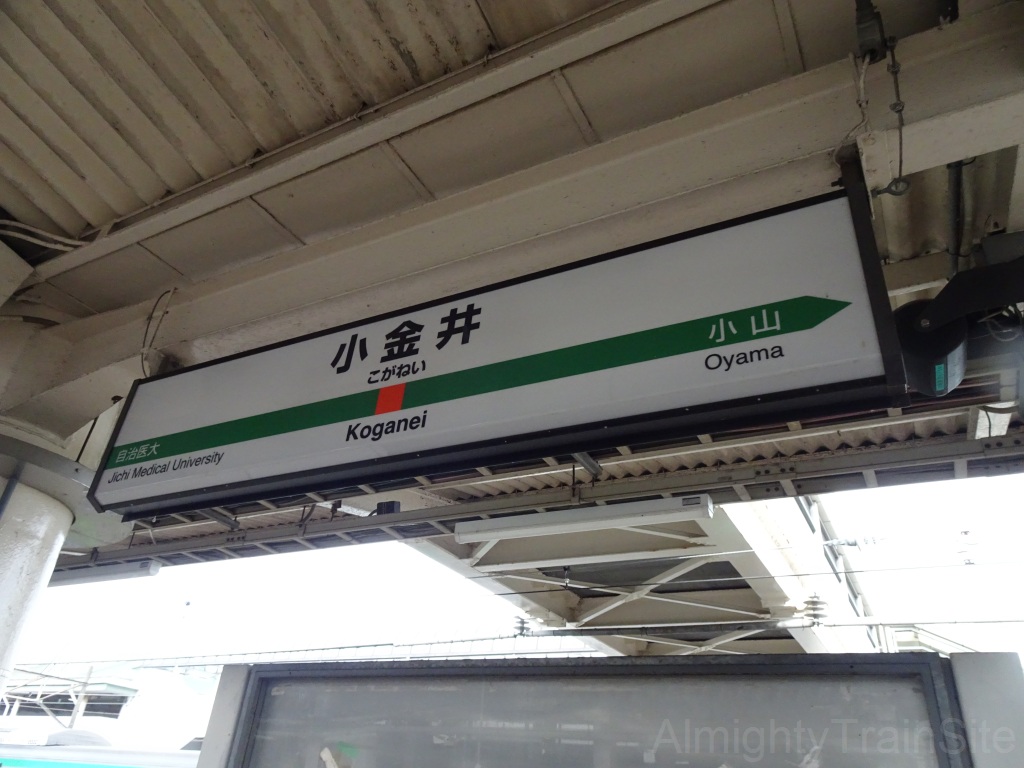 小金井
こがねい
Koganei
自治医大
Jichi Medical University
小山
Oyama
AlmightyTrainSite